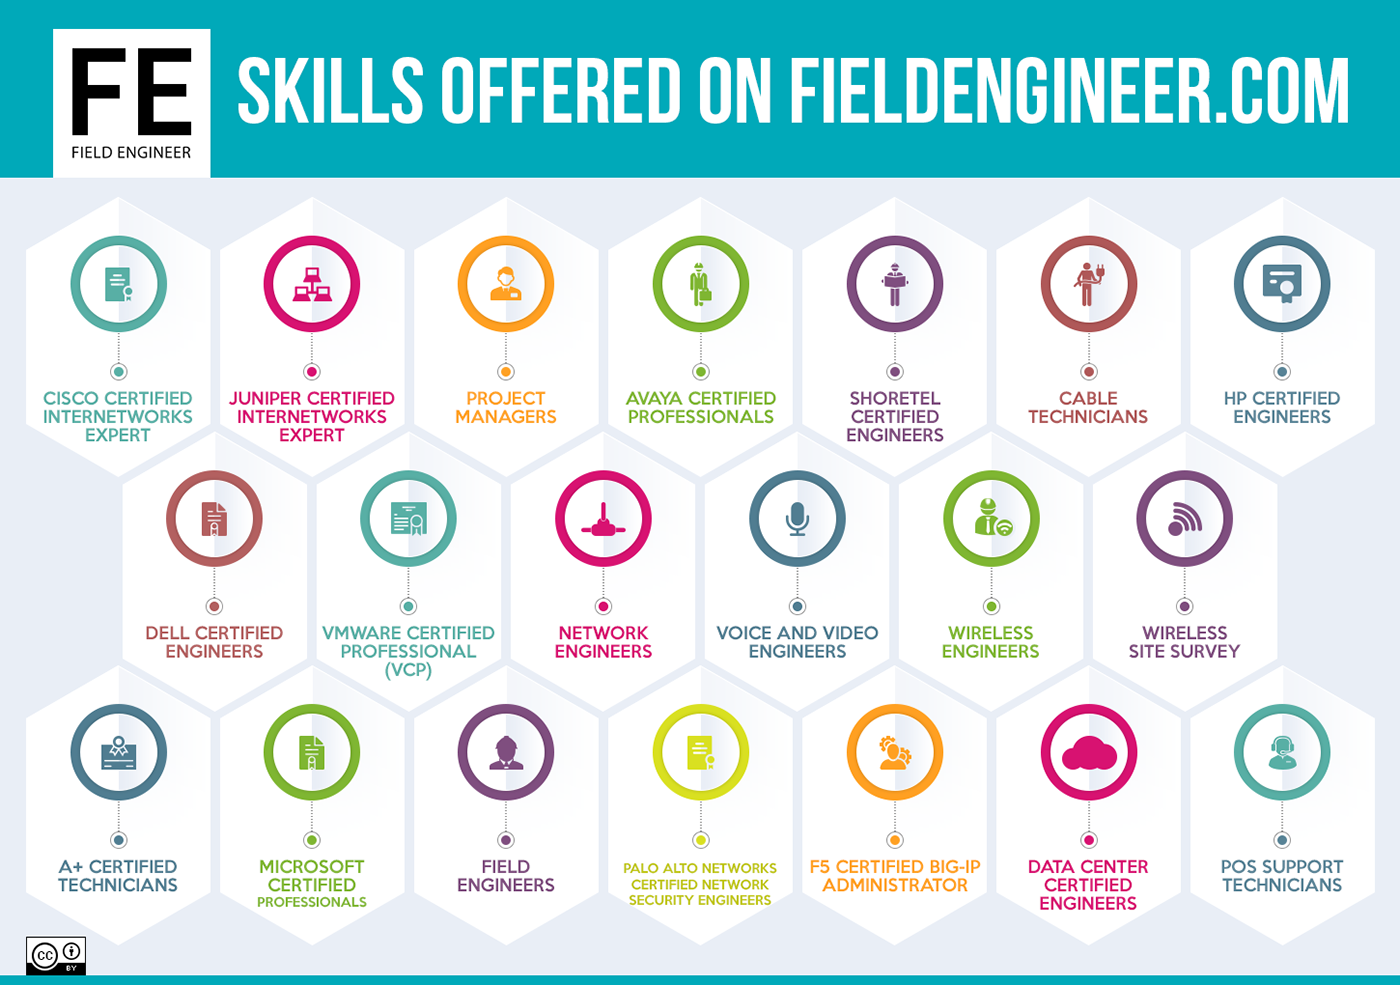 FE
FIELD ENGINEER
SKILLS OFFERED ON FIELDENGINEER.COM
CISCO CERTIFIED
INTERNETWORKS
EXPERT
JUNIPER CERTIFIED
INTERNETWORKS
EXPERT
PROJECT
MANAGERS
AVAYA CERTIFIED
PROFESSIONALS
SHORETEL
CERTIFIED
ENGINEERS
CABLE
TECHNICIANS
HP CERTIFIED
ENGINEERS
DELL CERTIFIED
ENGINEERS
VMWARE CERTIFIED
PROFESSIONAL
(VCP)
NETWORK
ENGINEERS
VOICE AND VIDEO
ENGINEERS
WIRELESS
ENGINEERS
WIRELESS
SITE SURVEY
A+ CERTIFIED
TECHNICIANS
MICROSOFT
CERTIFIED
PROFESSIONALS
FIELD
ENGINEERS
PALO ALTO NETWORKS
CERTIFIED NETWORK
SECURITY ENGINEERS
F5 CERTIFIED BIG-IP
ADMINISTRATOR
DATA CENTER
CERTIFIED
ENGINEERS
POS SUPPORT
TECHNICIANS
CC
BY